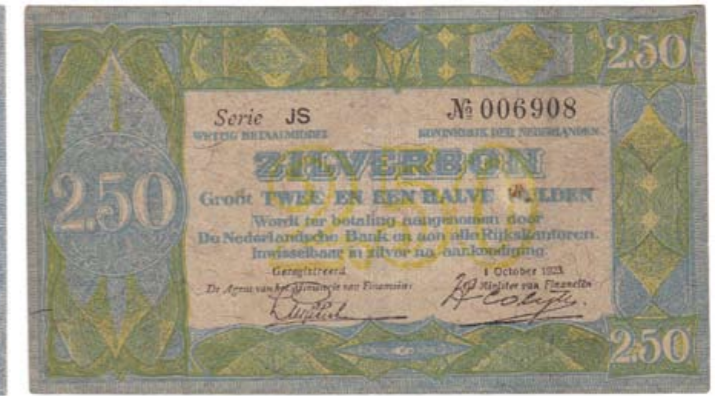 2.50
Serie JS № 006908
WETTIG BETAALMIDDEL KONINKRIJK DER NEDERLANDEN
ZILVERBON
2.50
Groot TWEE EN EEN HALVE GULDEN
Wordt ter betaling aangenomen door
De Nederlandsche Bank en aan alle Rijkskantoren.
Inwisselbaar in zilver na aankondiging.
Geregistreerd 1 October 1923
De Agent van het Ministerie van Financiën De Minister van Financiën
Colijn.
2.50